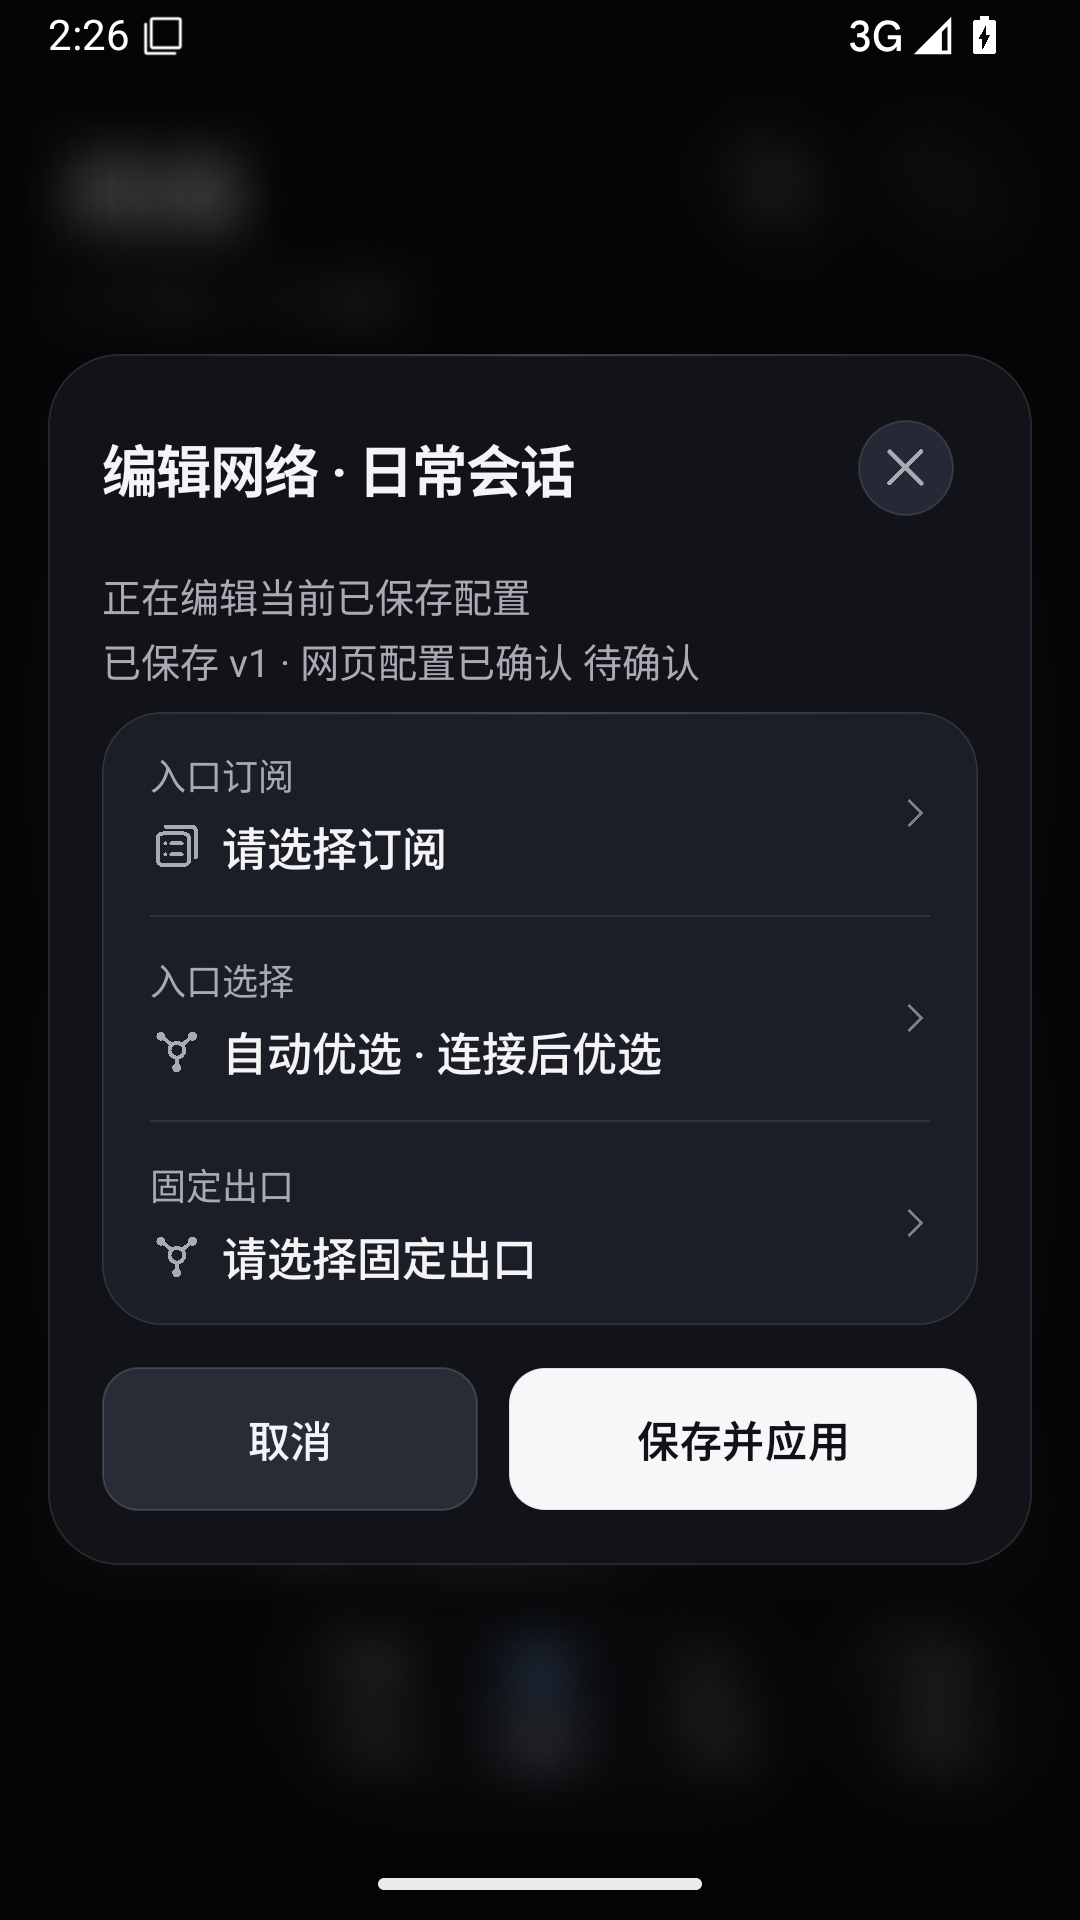 2:26
3G
编辑网络 · 日常会话
正在编辑当前已保存配置
已保存 v1 · 网页配置已确认 待确认
入口订阅
请选择订阅
入口选择
自动优选 · 连接后优选
固定出口
请选择固定出口
取消
保存并应用